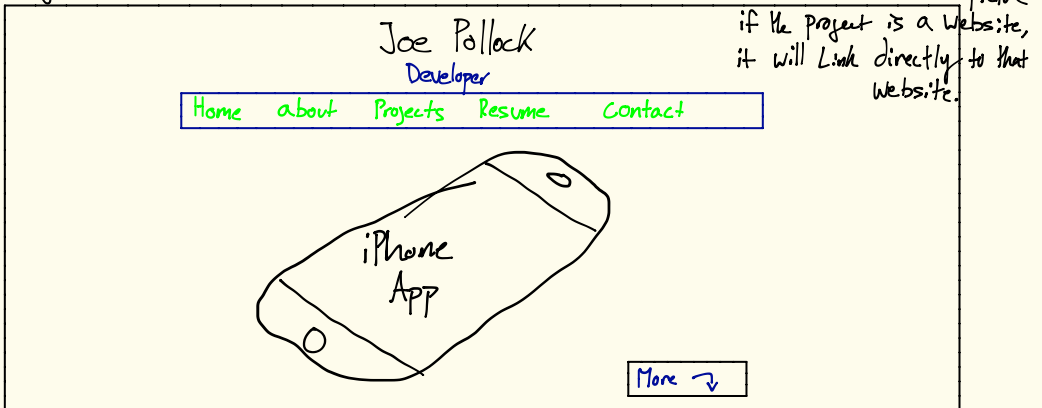 if the project is a website,
it will Link directly to that
website.
Joe Pollock
Developer
Home about Projects Resume Contact
iPhone
App
More